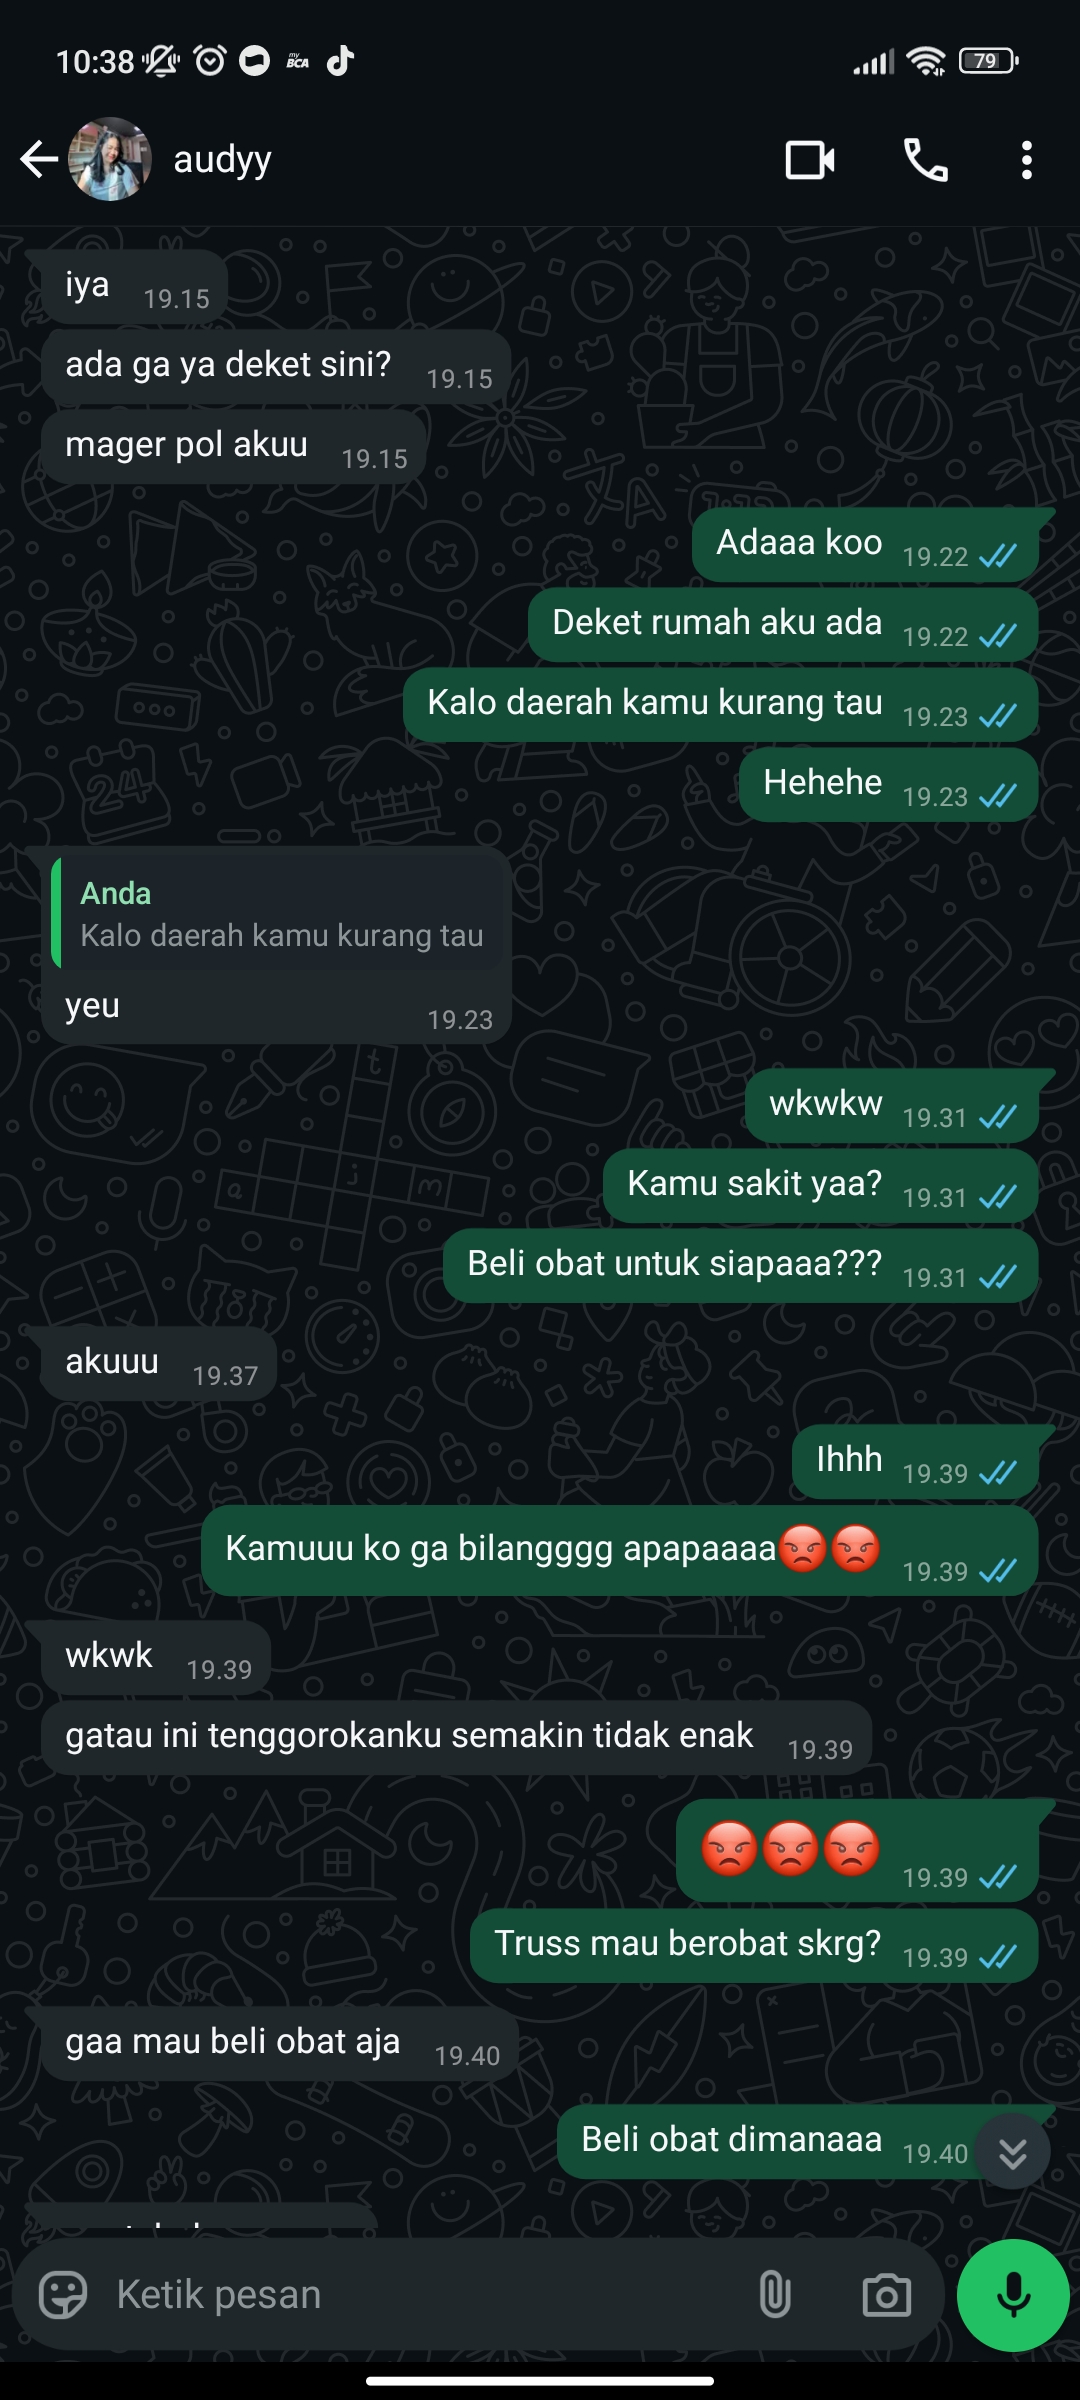 10:38
my
BCA
79
audyy
iya 19.15
ada ga ya deket sini? 19.15
mager pol akuu 19.15
Adaaa koo 19.22
Deket rumah aku ada 19.22
Kalo daerah kamu kurang tau 19.23
Hehehe 19.23
Anda
Kalo daerah kamu kurang tau
yeu 19.23
wkwkw 19.31
Kamu sakit yaa? 19.31
Beli obat untuk siapaaa??? 19.31
akuuu 19.37
Ihhh 19.39
Kamuuu ko ga bilangggg apapaaaa😡😡 19.39
wkwk 19.39
gatau ini tenggorokanku semakin tidak enak 19.39
😡😡😡 19.39
Truss mau berobat skrg? 19.39
gaa mau beli obat aja 19.40
Beli obat dimanaaa 19.40
Ketik pesan